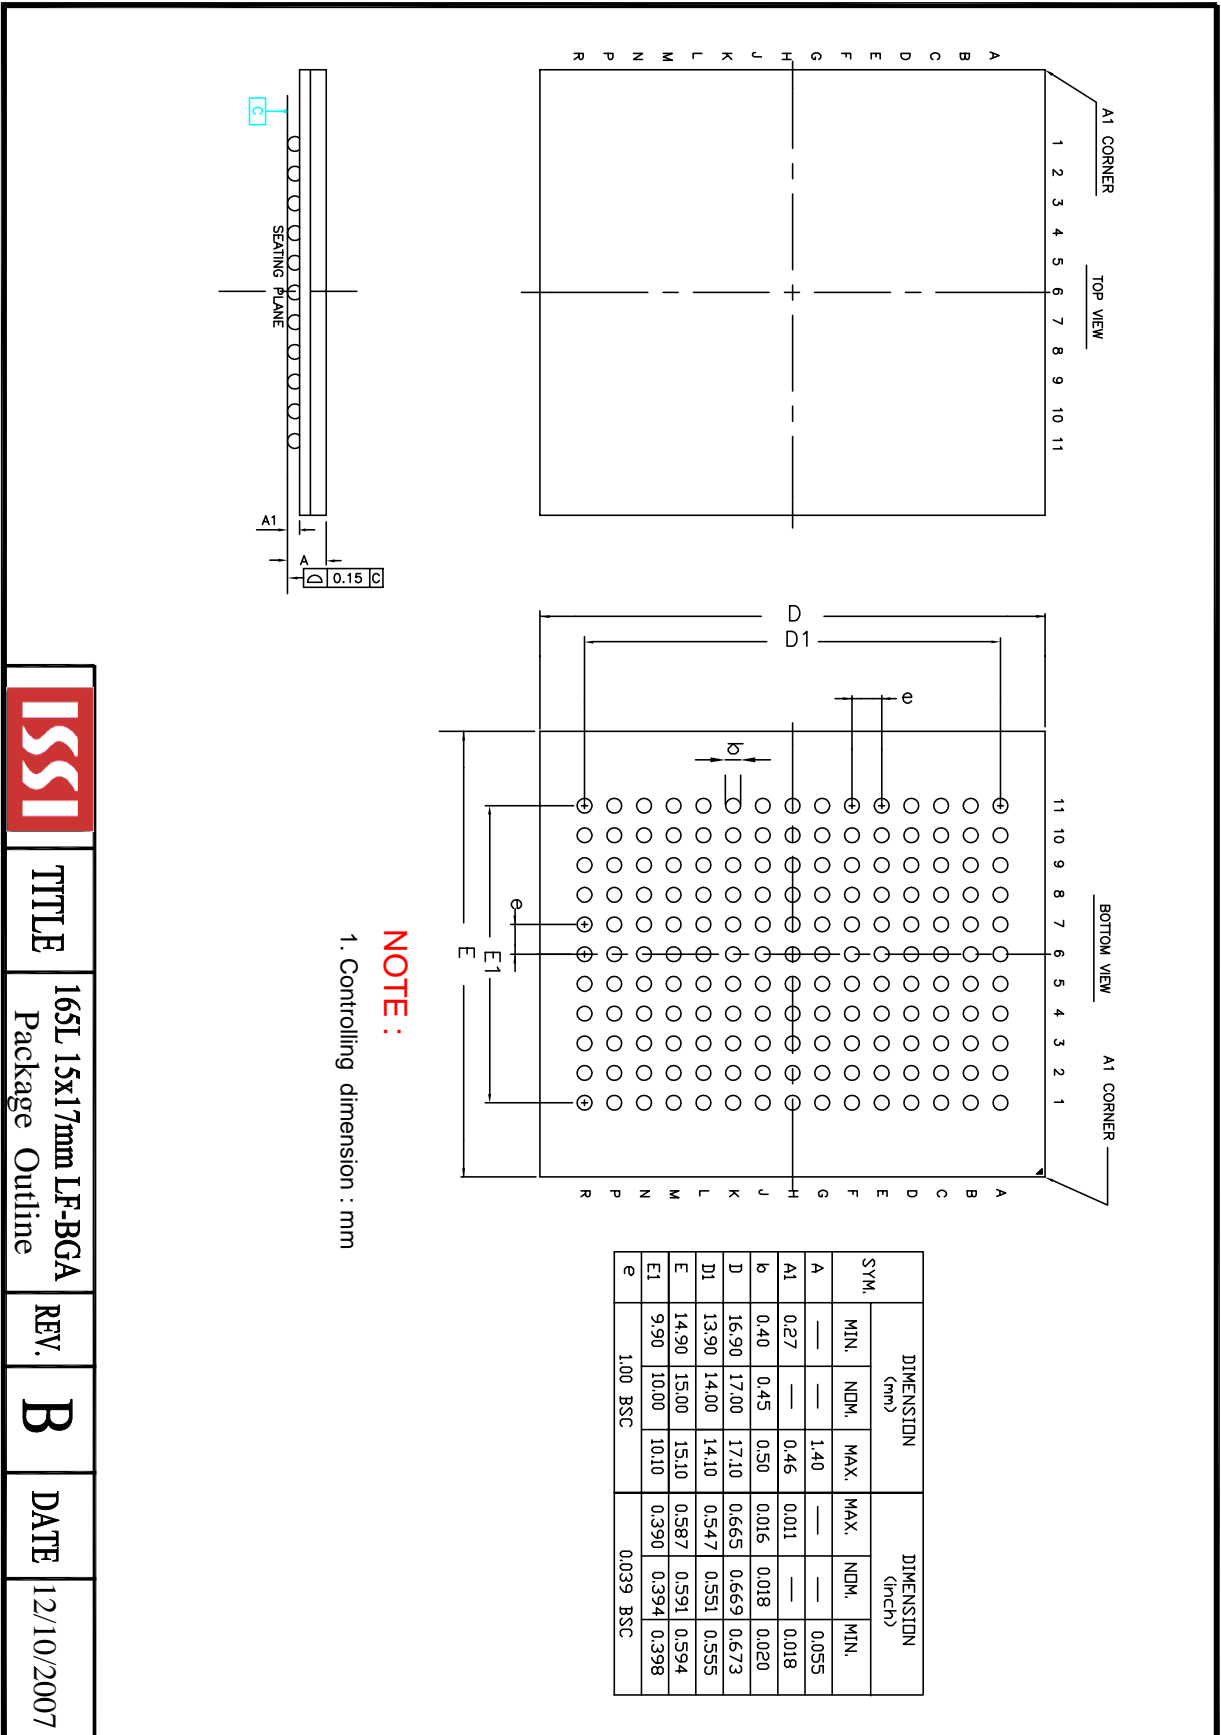 A1 CORNER
TOP VIEW
1 2 3 4 5 6 7 8 9 10 11
A
B
C
D
E
F
G
H
J
K
L
M
N
P
R
BOTTOM VIEW
A1 CORNER
11 10 9 8 7 6 5 4 3 2 1
A
B
C
D
E
F
G
H
J
K
L
M
N
P
R
D
D1
e
b
e
E1
E
SYM.
DIMENSION (mm)
DIMENSION (inch)
MIN. NOM. MAX. MAX. NOM. MIN.
A — — 1.40 — — 0.055
A1 0.27 — 0.46 0.011 — 0.018
b 0.40 0.45 0.50 0.016 0.018 0.020
D 16.90 17.00 17.10 0.665 0.669 0.673
D1 13.90 14.00 14.10 0.547 0.551 0.555
E 14.90 15.00 15.10 0.587 0.591 0.594
E1 9.90 10.00 10.10 0.390 0.394 0.398
e 1.00 BSC 0.039 BSC
C
SEATING PLANE
A1
A
0.15 C
NOTE :
1. Controlling dimension : mm
ISSI
TITLE
165L 15x17mm LF-BGA
Package Outline
REV.
B
DATE
12/10/2007